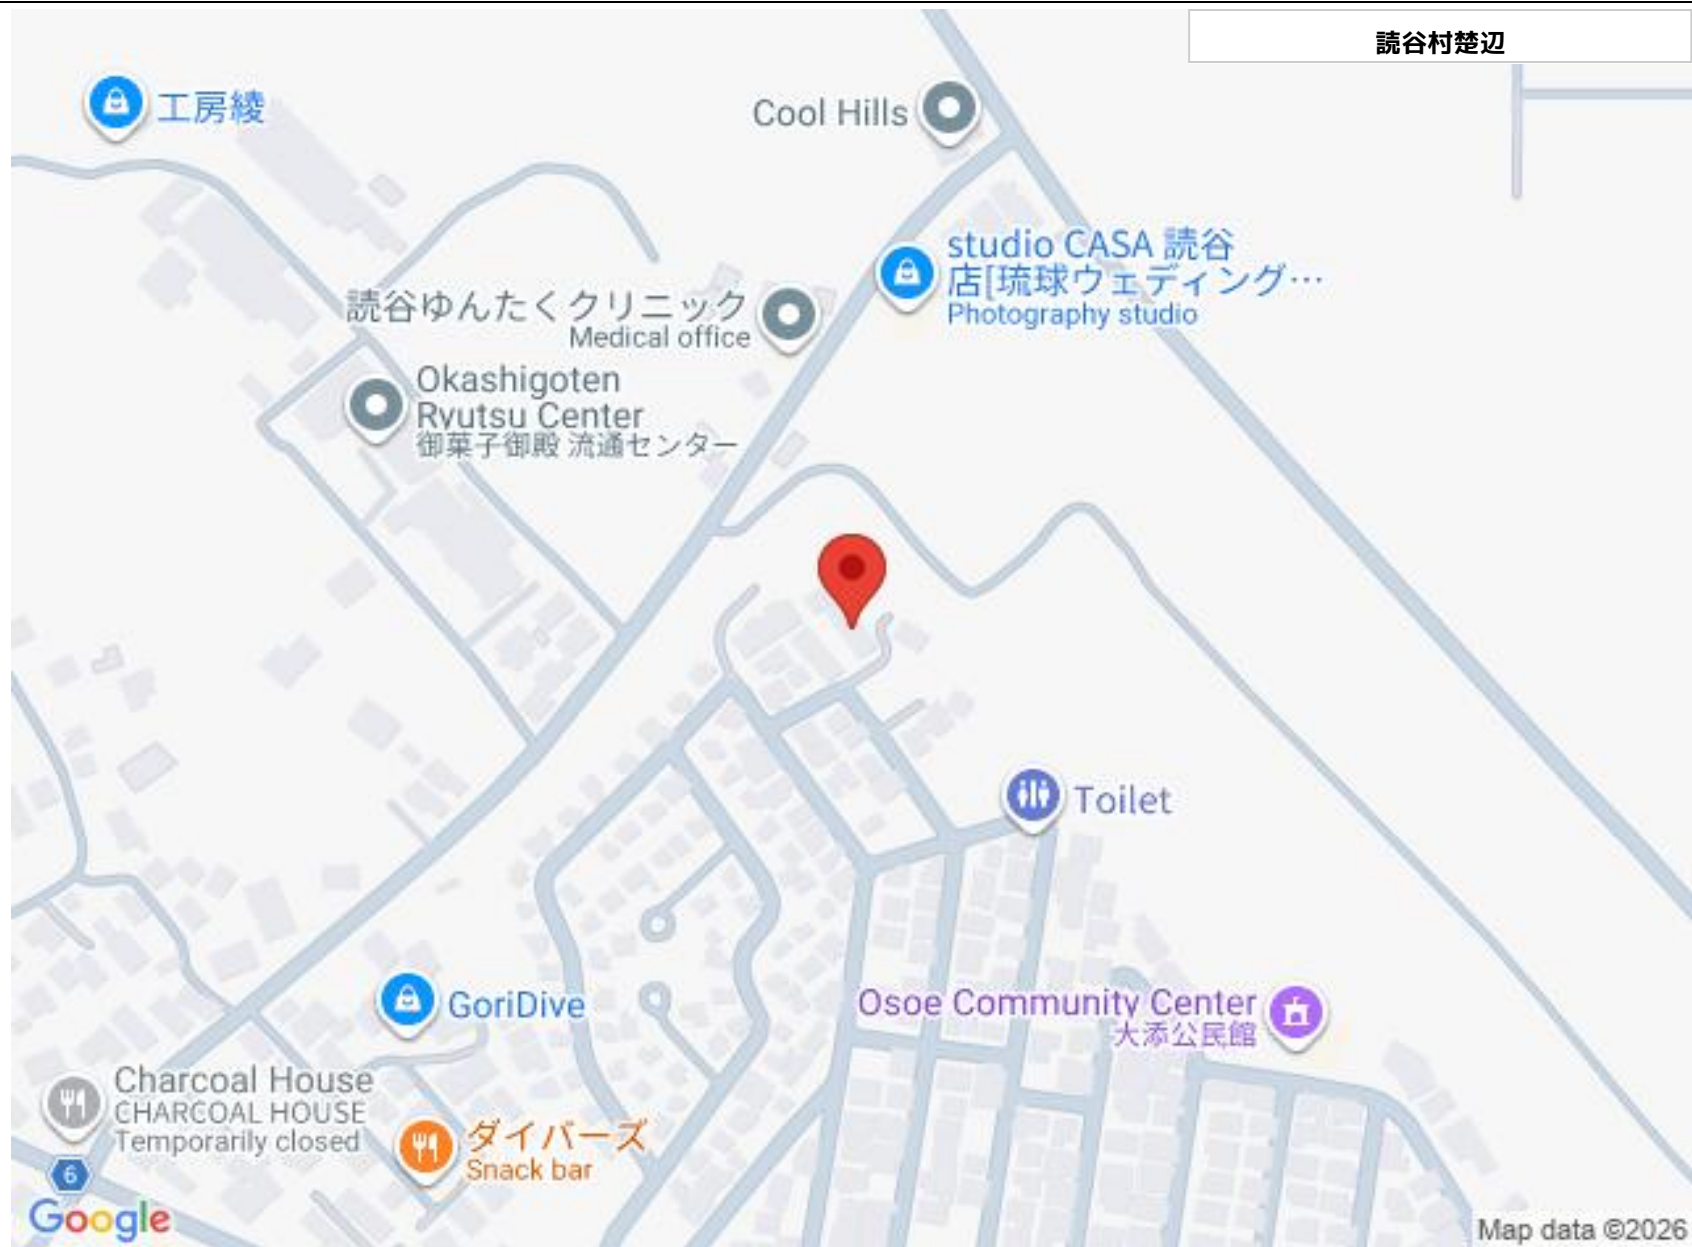 読谷村楚辺
工房綾
Cool Hills
studio CASA 読谷
店[琉球ウェディング…
Photography studio
読谷ゆんたくクリニック
Medical office
Okashigoten
Ryutsu Center
御菓子御殿 流通センター
Toilet
GoriDive
Osoe Community Center
大添公民館
Charcoal House
CHARCOAL HOUSE
Temporarily closed
ダイバーズ
Snack bar
6
Google
Map data ©2026